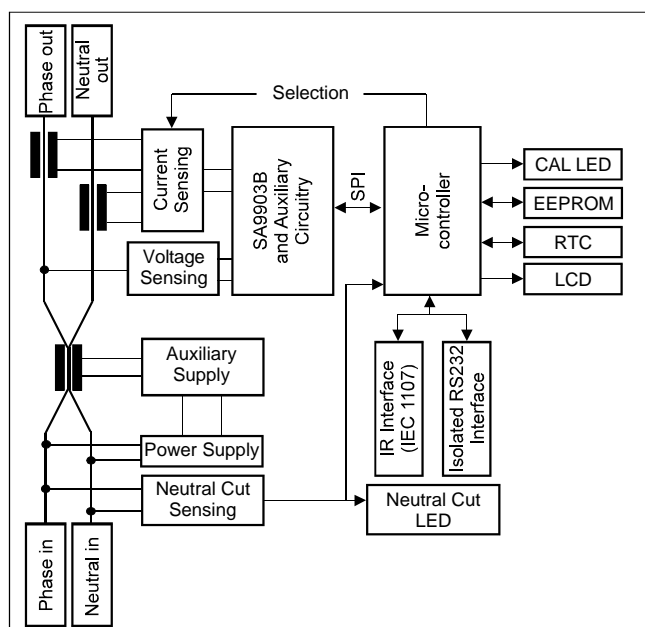 Phase out
Neutral
out
Selection
Current
Sensing
SA9903B
and Auxiliary
Circuitry
SPI
Micro-
controller
CAL LED
EEPROM
RTC
LCD
Voltage
Sensing
Auxiliary
Supply
Power Supply
IR Interface
(IEC 1107)
Isolated RS232
Interface
Neutral Cut
Sensing
Neutral Cut
LED
Phase in
Neutral in